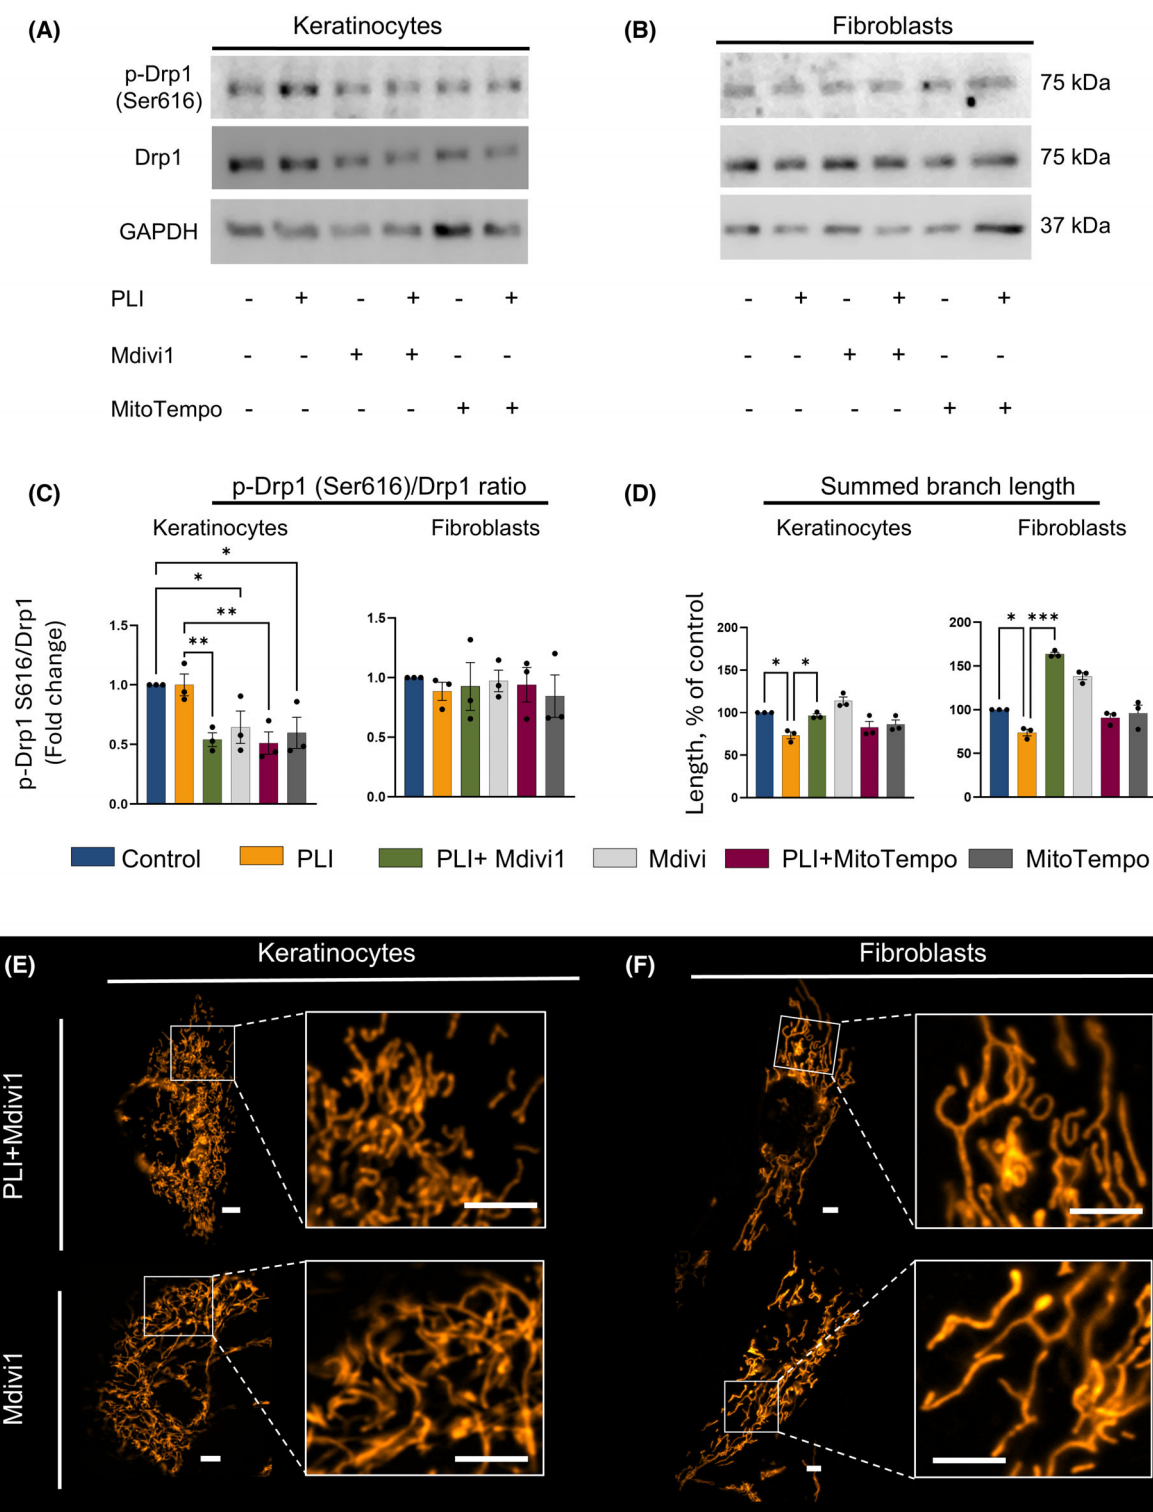 (A)
Keratinocytes
p-Drp1
(Ser616)
Drp1
GAPDH
PLI - + - + - +
Mdivi1 - - + + - -
MitoTempo - - - - + +
(B)
Fibroblasts
75 kDa
75 kDa
37 kDa
- + - + - +
- - + + - -
- - - - + +
(C)
p-Drp1 (Ser616)/Drp1 ratio
Keratinocytes
Fibroblasts
p-Drp1 S616/Drp1
(Fold change)
*
*
**
**
1.5
1.0
0.5
0.0
1.5
1.0
0.5
0.0
(D)
Summed branch length
Keratinocytes
Fibroblasts
Length, % of control
* *
200
150
100
50
0
* ***
200
150
100
50
0
Control PLI PLI+ Mdivi1 Mdivi PLI+MitoTempo MitoTempo
(E)
Keratinocytes
(F)
Fibroblasts
PLI+Mdivi1
Mdivi1